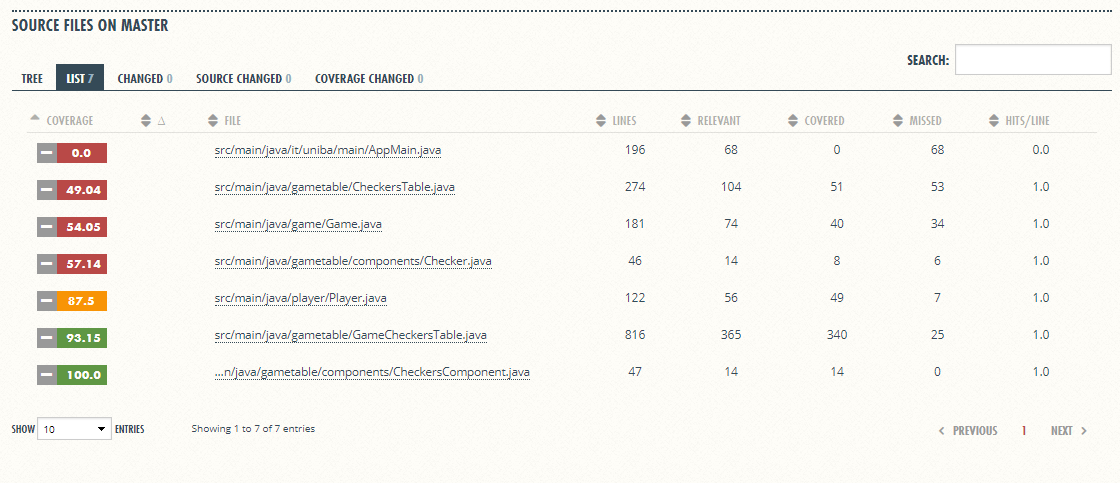 SOURCE FILES ON MASTER
SEARCH:
TREE LIST 7 CHANGED 0 SOURCE CHANGED 0 COVERAGE CHANGED 0
COVERAGE Δ FILE LINES RELEVANT COVERED MISSED HITS/LINE
0.0 src/main/java/it/uniba/main/AppMain.java 196 68 0 68 0.0
49.04 src/main/java/gametable/CheckersTable.java 274 104 51 53 1.0
54.05 src/main/java/game/Game.java 181 74 40 34 1.0
57.14 src/main/java/gametable/components/Checker.java 46 14 8 6 1.0
87.5 src/main/java/player/Player.java 122 56 49 7 1.0
93.15 src/main/java/gametable/GameCheckersTable.java 816 365 340 25 1.0
100.0 ...n/java/gametable/components/CheckersComponent.java 47 14 14 0 1.0
SHOW 10 ENTRIES Showing 1 to 7 of 7 entries PREVIOUS 1 NEXT